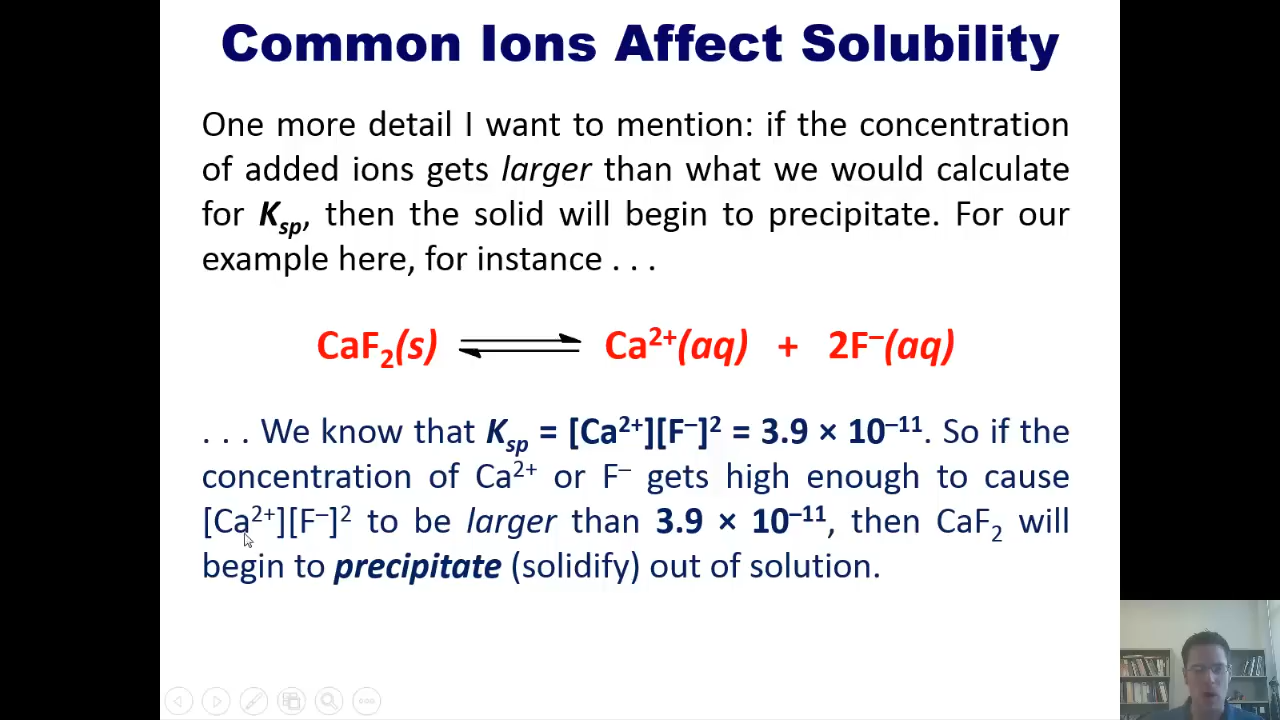 Common Ions Affect Solubility
One more detail I want to mention: if the concentration
of added ions gets larger than what we would calculate
for Ksp, then the solid will begin to precipitate. For our
example here, for instance . . .
CaF₂(s) ⇌ Ca²⁺(aq) + 2F⁻(aq)
. . . We know that Ksp = [Ca²⁺][F⁻]² = 3.9 × 10⁻¹¹. So if the
concentration of Ca²⁺ or F⁻ gets high enough to cause
[Ca²⁺][F⁻]² to be larger than 3.9 × 10⁻¹¹, then CaF₂ will
begin to precipitate (solidify) out of solution.